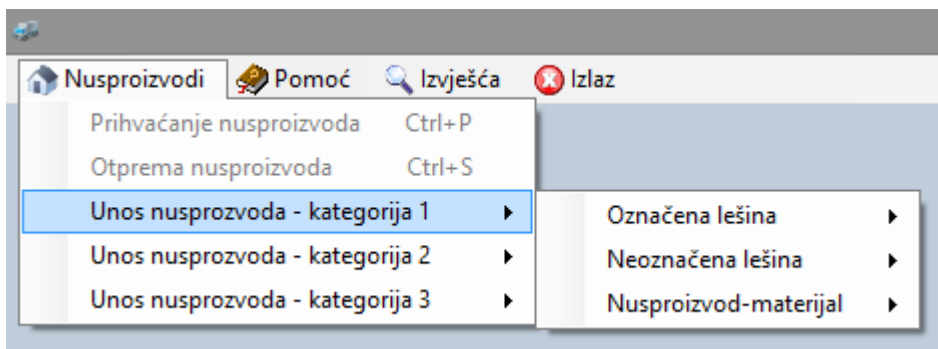 Nusproizvodi Pomoć Izvješća Izlaz
Prihvaćanje nusproizvoda Ctrl+P
Otprema nusproizvoda Ctrl+S
Unos nusprozvoda - kategorija 1
Unos nusprozvoda - kategorija 2
Unos nusprozvoda - kategorija 3
Označena lešina
Neoznačena lešina
Nusproizvod-materijal